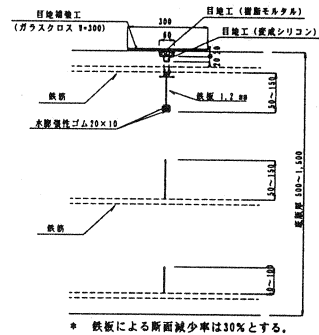 目地補強工
(ガラスクロス W=300)
300
60
目地工 (樹脂モルタル)
目地工 (変成シリコン)
20
20
鉄筋
鉄板 1.2 mm
50~150
水膨張性ゴム20×10
50~150
鉄筋
底版厚 500~1,500
50~100
* 鉄板による断面減少率は30%とする。